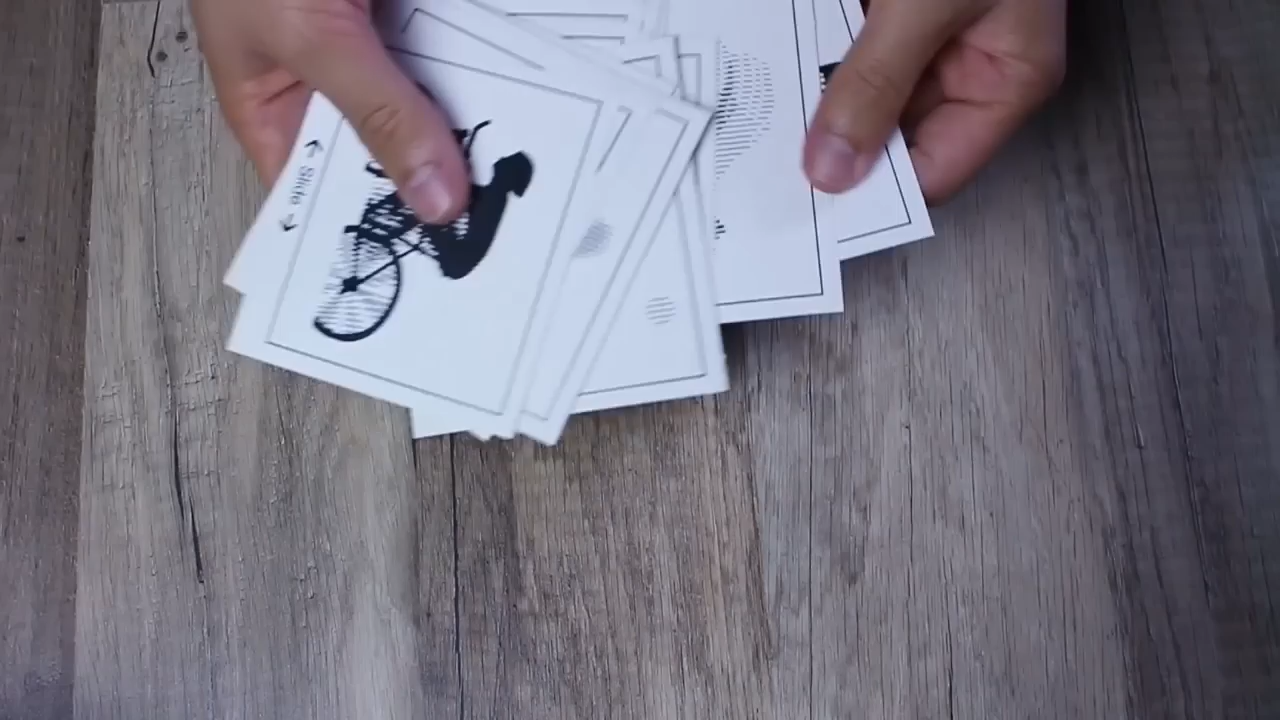 ← Slide →